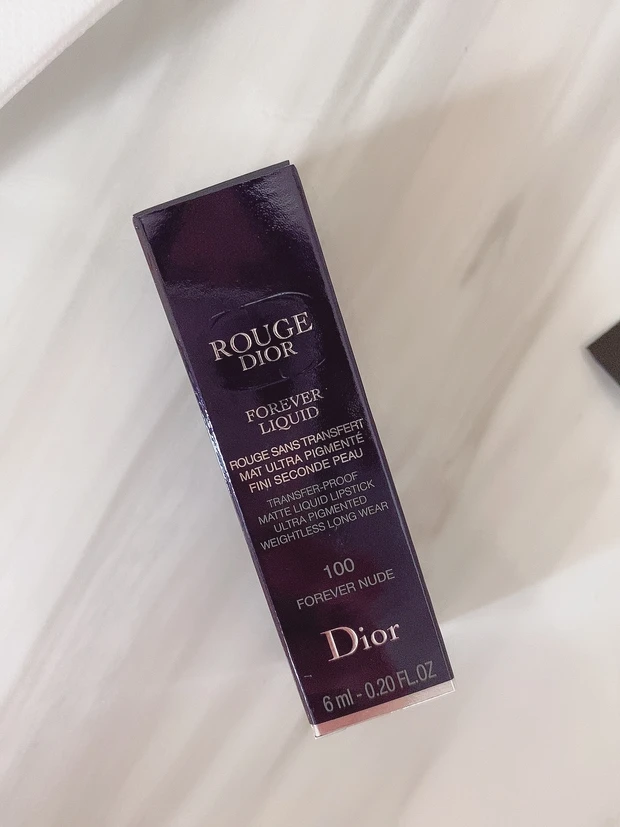 ROUGE
DIOR
FOREVER
LIQUID
ROUGE SANS TRANSFERT
MAT ULTRA PIGMENTÉ
FINI SECONDE PEAU
TRANSFER-PROOF
MATTE LIQUID LIPSTICK
ULTRA PIGMENTED
WEIGHTLESS LONG WEAR
100
FOREVER NUDE
Dior
6 ml - 0.20 FL.OZ